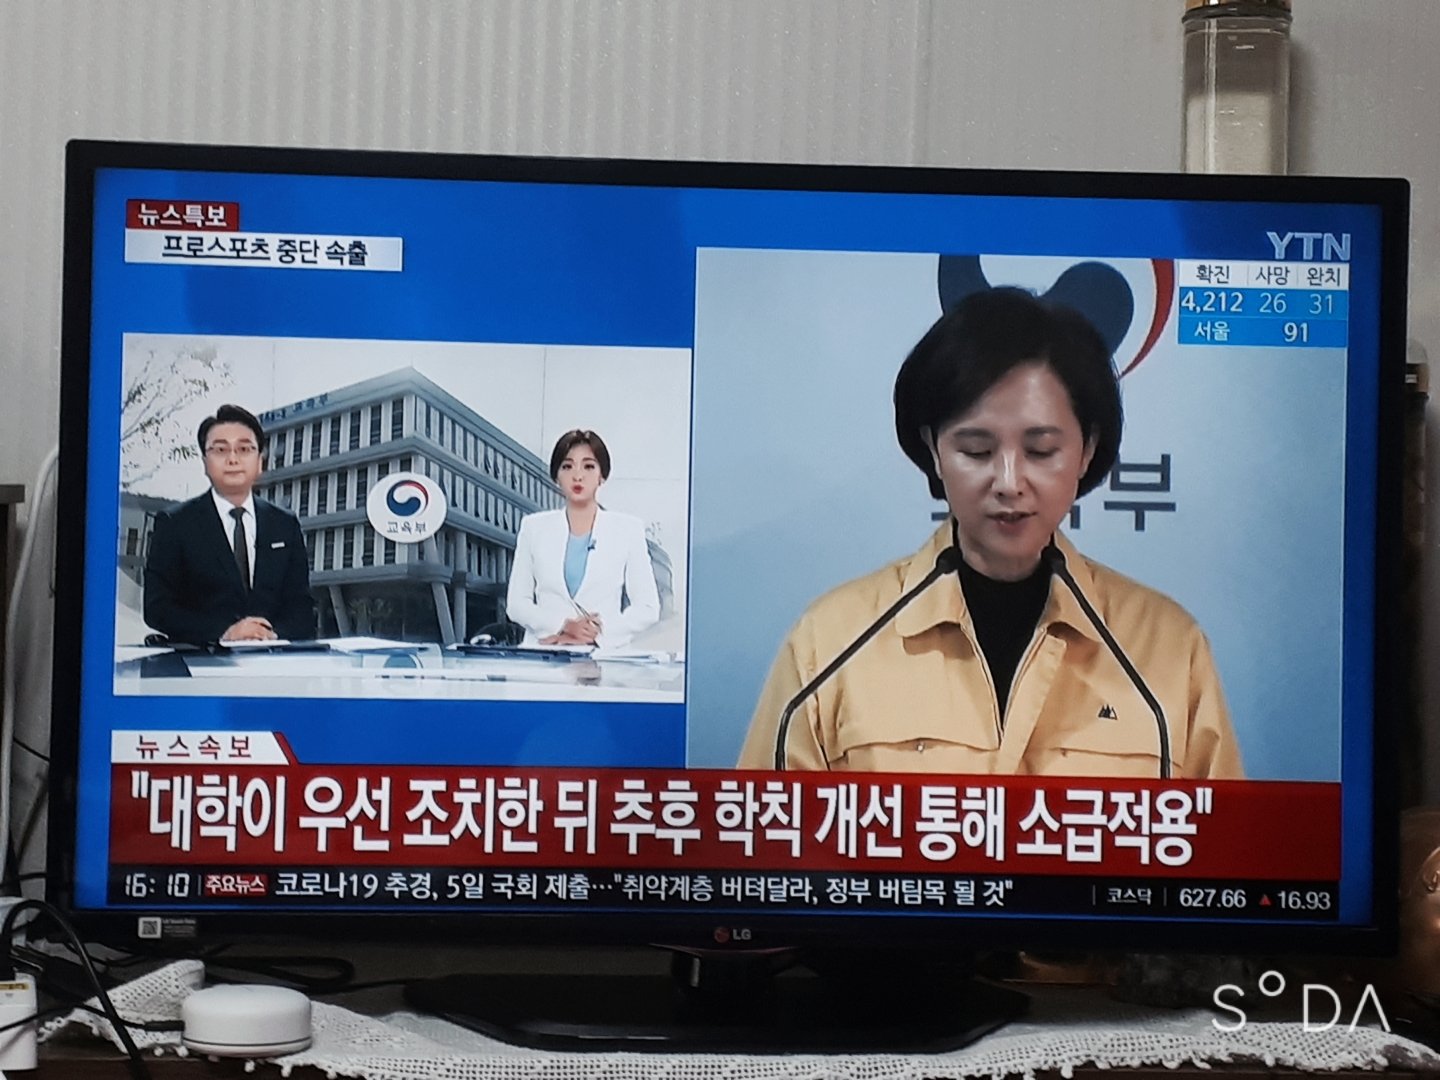 뉴스특보
프로스포츠 중단 속출
YTN
확진 사망 완치
4,212 26 31
서울 91
교육부
교육부
부
뉴스속보
"대학이 우선 조치한 뒤 추후 학칙 개선 통해 소급적용"
16:10 주요뉴스 코로나19 추경, 5일 국회 제출…"취약계층 버텨달라, 정부 버팀목 될 것" 코스닥 627.66 ▲ 16.93
LG
SODA